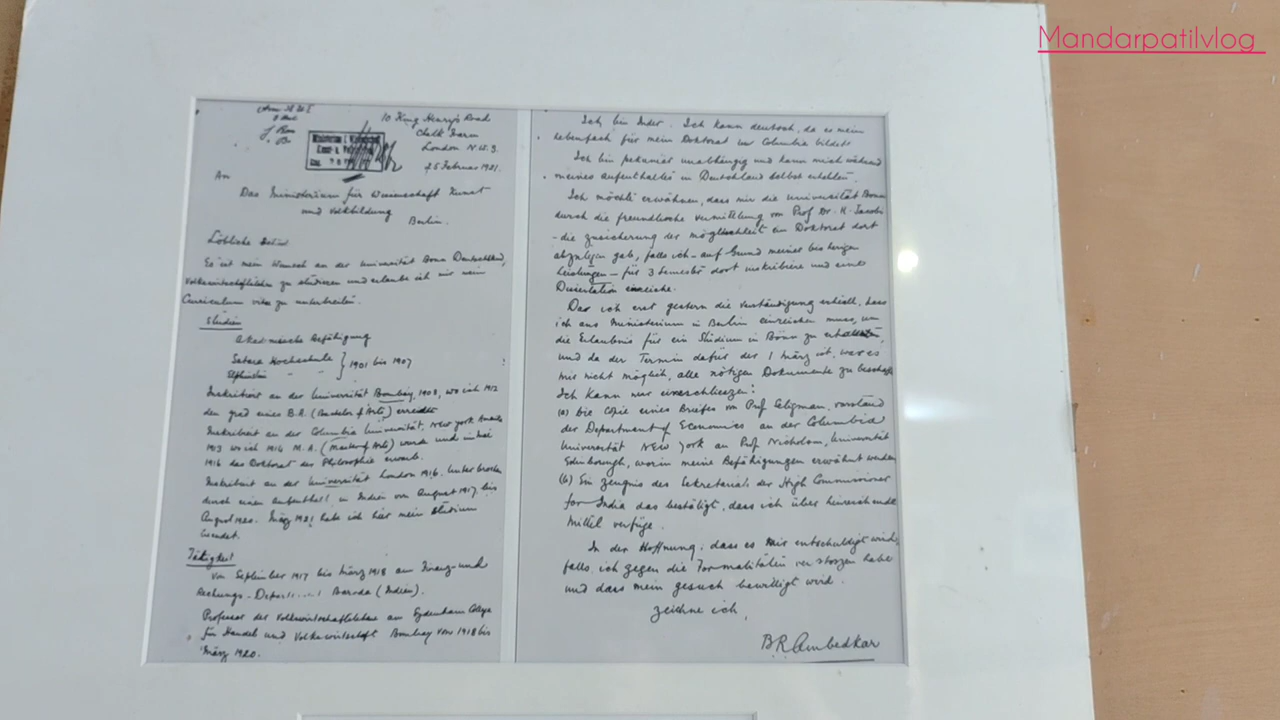 Mandarpatilvlog
10 King Henry's Road
Chalk Farm
London N.W.3.
25 Februar 1921.
An
Das Ministerium für Wissenschaft Kunst
und Volkbildung
Berlin.
Löbliche
Es ist mein Wunsch an der Universität Bonn Deutschland,
Volkswirtschaftlehre zu studieren und erlaube ich mir mein
Curriculum vitæ zu unterbreiten.
Studien
Akademische Befähigung
Satara Hochschule
Elphinston " "
} 1901 bis 1907
Inskribiert an der Universität Bombay, 1908, wo ich 1912
den grad eines B.A. (Bachelor of Arts) erreichte
Inskribiert an der Columbia Universität, New York
1913 wo ich 1914 M.A. (Master of Arts) wurde und im
1916 das Doktorat des Philosophie erwarb.
Inskribiert an der Universität London 1916. Unterbrochen
durch einen aufenthalt in Indien von August 1917 bis
August 1920. März 1921 habe ich hier mein Studium
beendet.
Tätigkeit
Von September 1917 bis März 1918 am Finanz-und
Rechnungs- Baroda (Indien).
Professor der Volkswirtschaftslehre am Sydenham College
für Handel und Volkswirtschaft Bombay von 1918 bis
März 1920.
Ich bin Inder. Ich kann deutsch, da es mein
Nebenfach für mein Doktorat in Columbia bildete
Ich bin pekuniär unabhängig und kann mich während
meines aufenthaltes in Deutschland selbst erhalten.
Ich möchte erwähnen, dass mir die Universität Bonn
durch die freundliche vermittlung von Prof. Dr. H. Jacobi
- die zusicherung der möglichkeit ein Doktorat dort
abzulegen gab, falls ich - auf Grund meiner bisherigen
Leistungen - für 3 Semester dort inskribiere und eine
Dissertation einreiche.
Da ich erst gestern die Verständigung erhielt, dass
ich ans Ministerium in Berlin einreichen muss, um
die Erlaubnis für ein Studium in Bonn zu erhalten,
und da der Termin dafür der 1 März ist, war es
mir nicht möglich, alle nötigen Dokumente zu
Ich kann nur einschliessen:
(a) Die Copie eines Briefes von Prof. Seligman, vorstand
der Department of Economics an der Columbia
Universität New York an Prof. Nicholson, Universität
Edinborough, worin meine Befähigungen erwähnt werden
(b) Ein Zeugnis des Sekretariats der High Commissioner
for India das bestätigt, dass ich über hinreichende
Mittel verfüge.
In der Hoffnung, dass es mir entschuldigt wird,
falls ich gegen die Formalitäten verstossen habe
und dass mein gesuch bewilligt wird.
zeichne ich,
B.R. Ambedkar